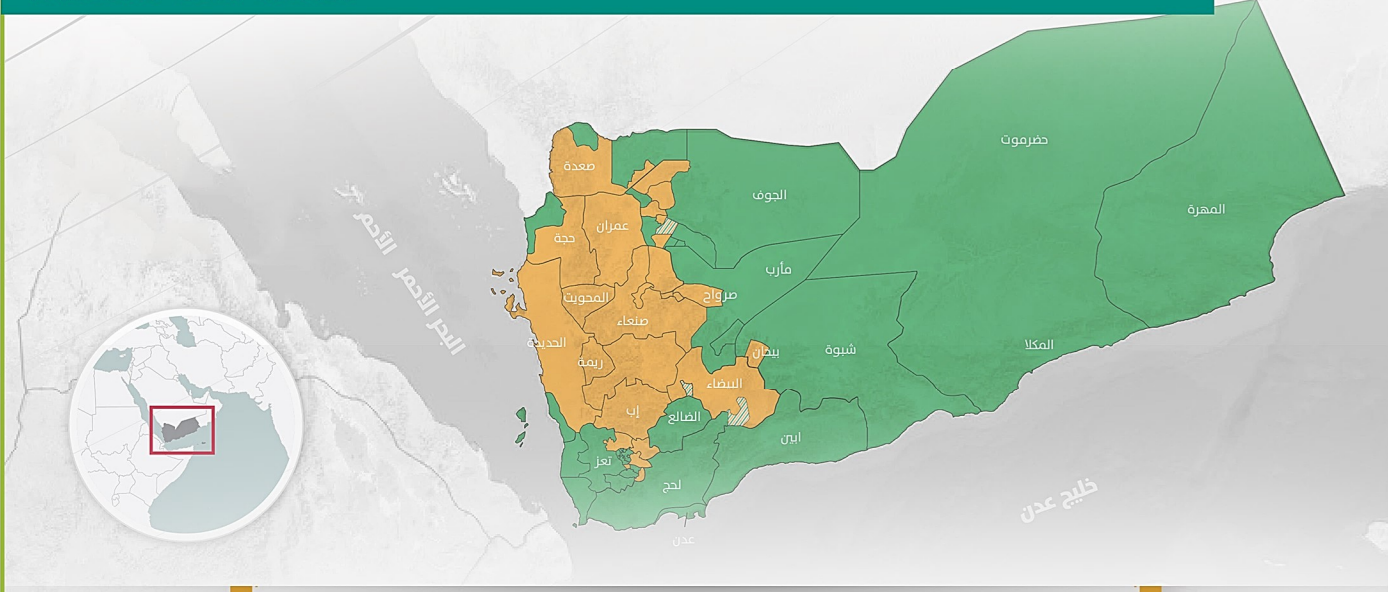 حضرموت
صعدة
الجوف
المهرة
عمران
حجة
البحر الأحمر
الأحمر
مأرب
صرواح
المحويت
صنعاء
الحديدة
المكلا
شبوة
بيحان
ريمة
البيضاء
إب
الضالع
أبين
تعز
لحج
خليج عدن
عدن